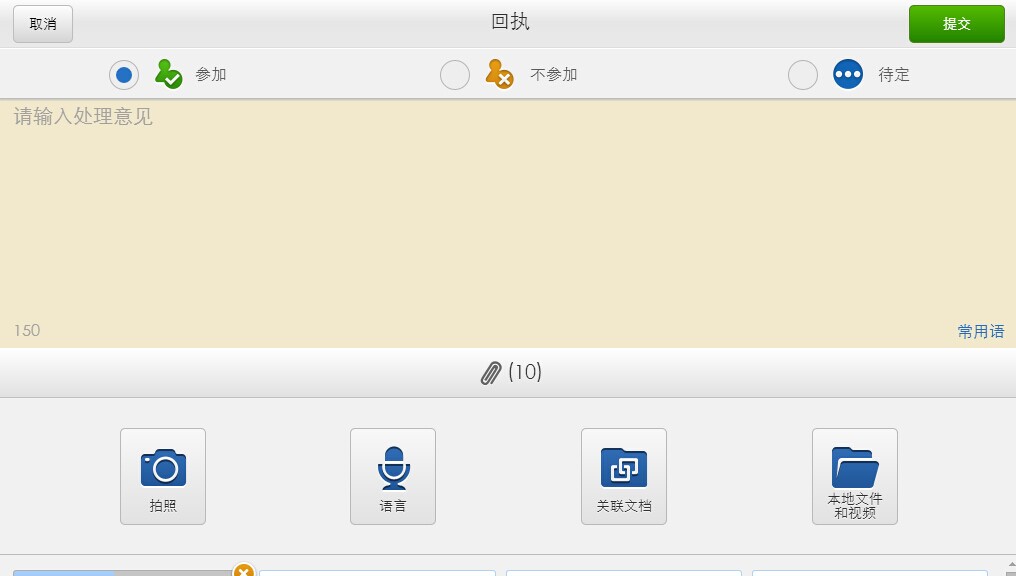 取消
回执
提交
参加
不参加
待定
请输入处理意见
150
常用语
(10)
拍照
语言
关联文档
本地文件
和视频